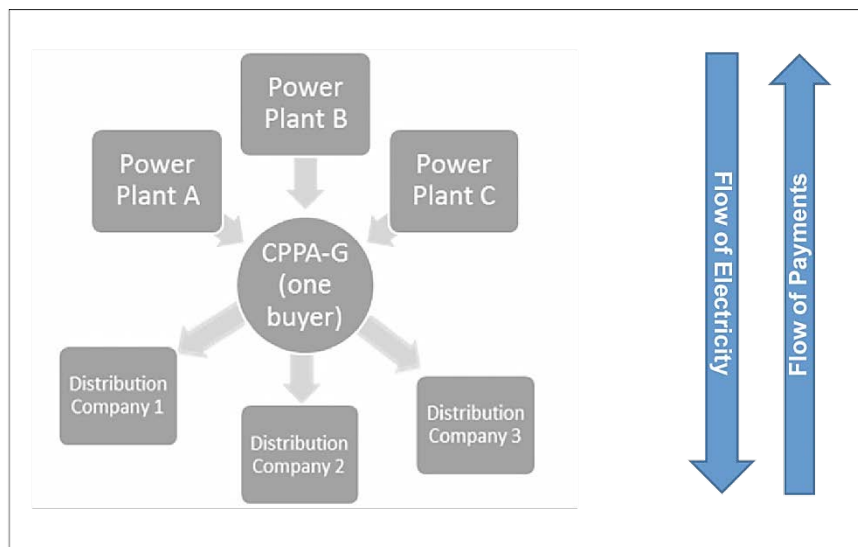 Power
Plant B
Power
Plant A
Power
Plant C
CPPA-G
(one
buyer)
Distribution
Company 1
Distribution
Company 2
Distribution
Company 3
Flow of Electricity
Flow of Payments